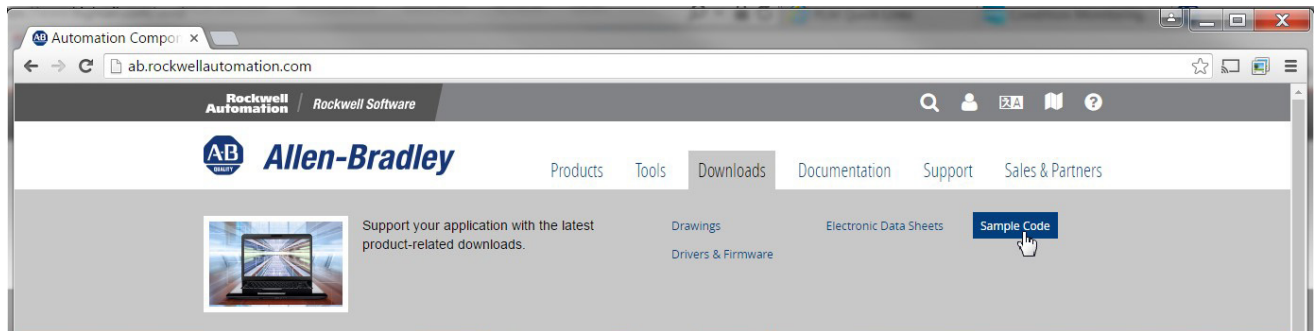 Automation Compor
ab.rockwellautomation.com
Rockwell Automation
Rockwell Software
A·B QUALITY
Allen-Bradley
Products
Tools
Downloads
Documentation
Support
Sales & Partners
Support your application with the latest
product-related downloads.
Drawings
Electronic Data Sheets
Sample Code
Drivers & Firmware